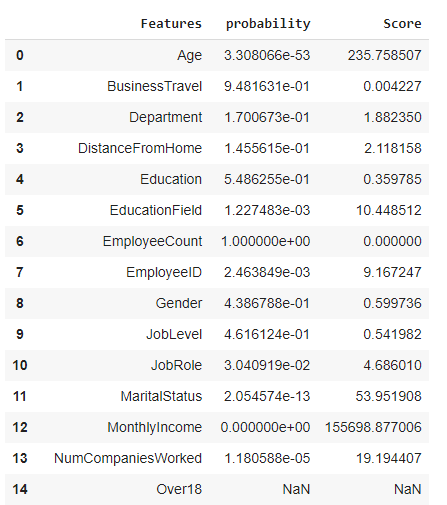 Features probability Score
0 Age 3.308066e-53 235.758507
1 BusinessTravel 9.481631e-01 0.004227
2 Department 1.700673e-01 1.882350
3 DistanceFromHome 1.455615e-01 2.118158
4 Education 5.486255e-01 0.359785
5 EducationField 1.227483e-03 10.448512
6 EmployeeCount 1.000000e+00 0.000000
7 EmployeeID 2.463849e-03 9.167247
8 Gender 4.386788e-01 0.599736
9 JobLevel 4.616124e-01 0.541982
10 JobRole 3.040919e-02 4.686010
11 MaritalStatus 2.054574e-13 53.951908
12 MonthlyIncome 0.000000e+00 155698.877006
13 NumCompaniesWorked 1.180588e-05 19.194407
14 Over18 NaN NaN